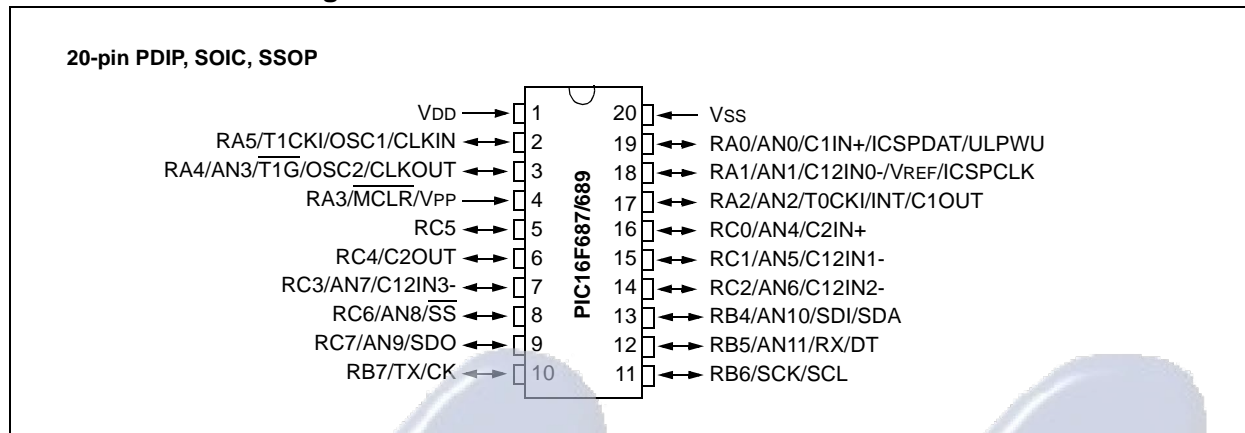 20-pin PDIP, SOIC, SSOP
VDD 1 20 VSS
RA5/T1CKI/OSC1/CLKIN 2 19 RA0/AN0/C1IN+/ICSPDAT/ULPWU
RA4/AN3/T1G/OSC2/CLKOUT 3 18 RA1/AN1/C12IN0-/VREF/ICSPCLK
RA3/MCLR/VPP 4 17 RA2/AN2/T0CKI/INT/C1OUT
RC5 5 16 RC0/AN4/C2IN+
RC4/C2OUT 6 15 RC1/AN5/C12IN1-
RC3/AN7/C12IN3- 7 14 RC2/AN6/C12IN2-
RC6/AN8/SS 8 13 RB4/AN10/SDI/SDA
RC7/AN9/SDO 9 12 RB5/AN11/RX/DT
RB7/TX/CK 10 11 RB6/SCK/SCL
PIC16F687/689